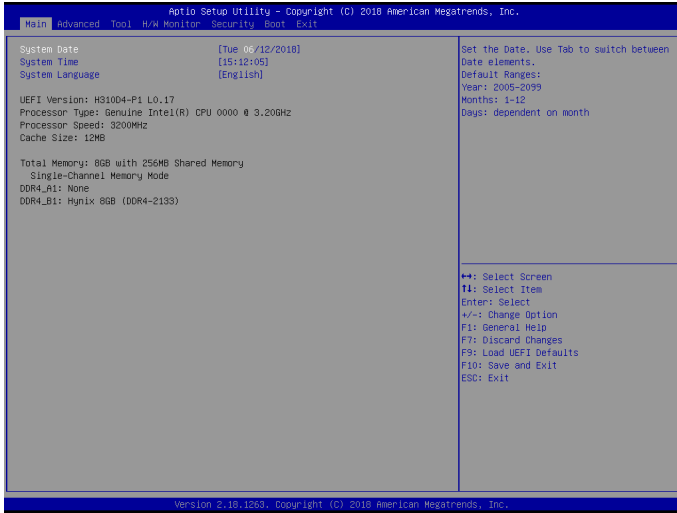 Aptio Setup Utility – Copyright (C) 2018 American Megatrends, Inc.
Main Advanced Tool H/W Monitor Security Boot Exit
System Date [Tue 06/12/2018]
System Time [15:12:05]
System Language [English]
UEFI Version: H310D4-P1 L0.17
Processor Type: Genuine Intel(R) CPU 0000 @ 3.20GHz
Processor Speed: 3200MHz
Cache Size: 12MB
Total Memory: 8GB with 256MB Shared Memory
Single-Channel Memory Mode
DDR4_A1: None
DDR4_B1: Hynix 8GB (DDR4-2133)
Set the Date. Use Tab to switch between
Date elements.
Default Ranges:
Year: 2005-2099
Months: 1-12
Days: dependent on month
↔: Select Screen
↑↓: Select Item
Enter: Select
+/-: Change Option
F1: General Help
F7: Discard Changes
F9: Load UEFI Defaults
F10: Save and Exit
ESC: Exit
Version 2.18.1263. Copyright (C) 2018 American Megatrends, Inc.